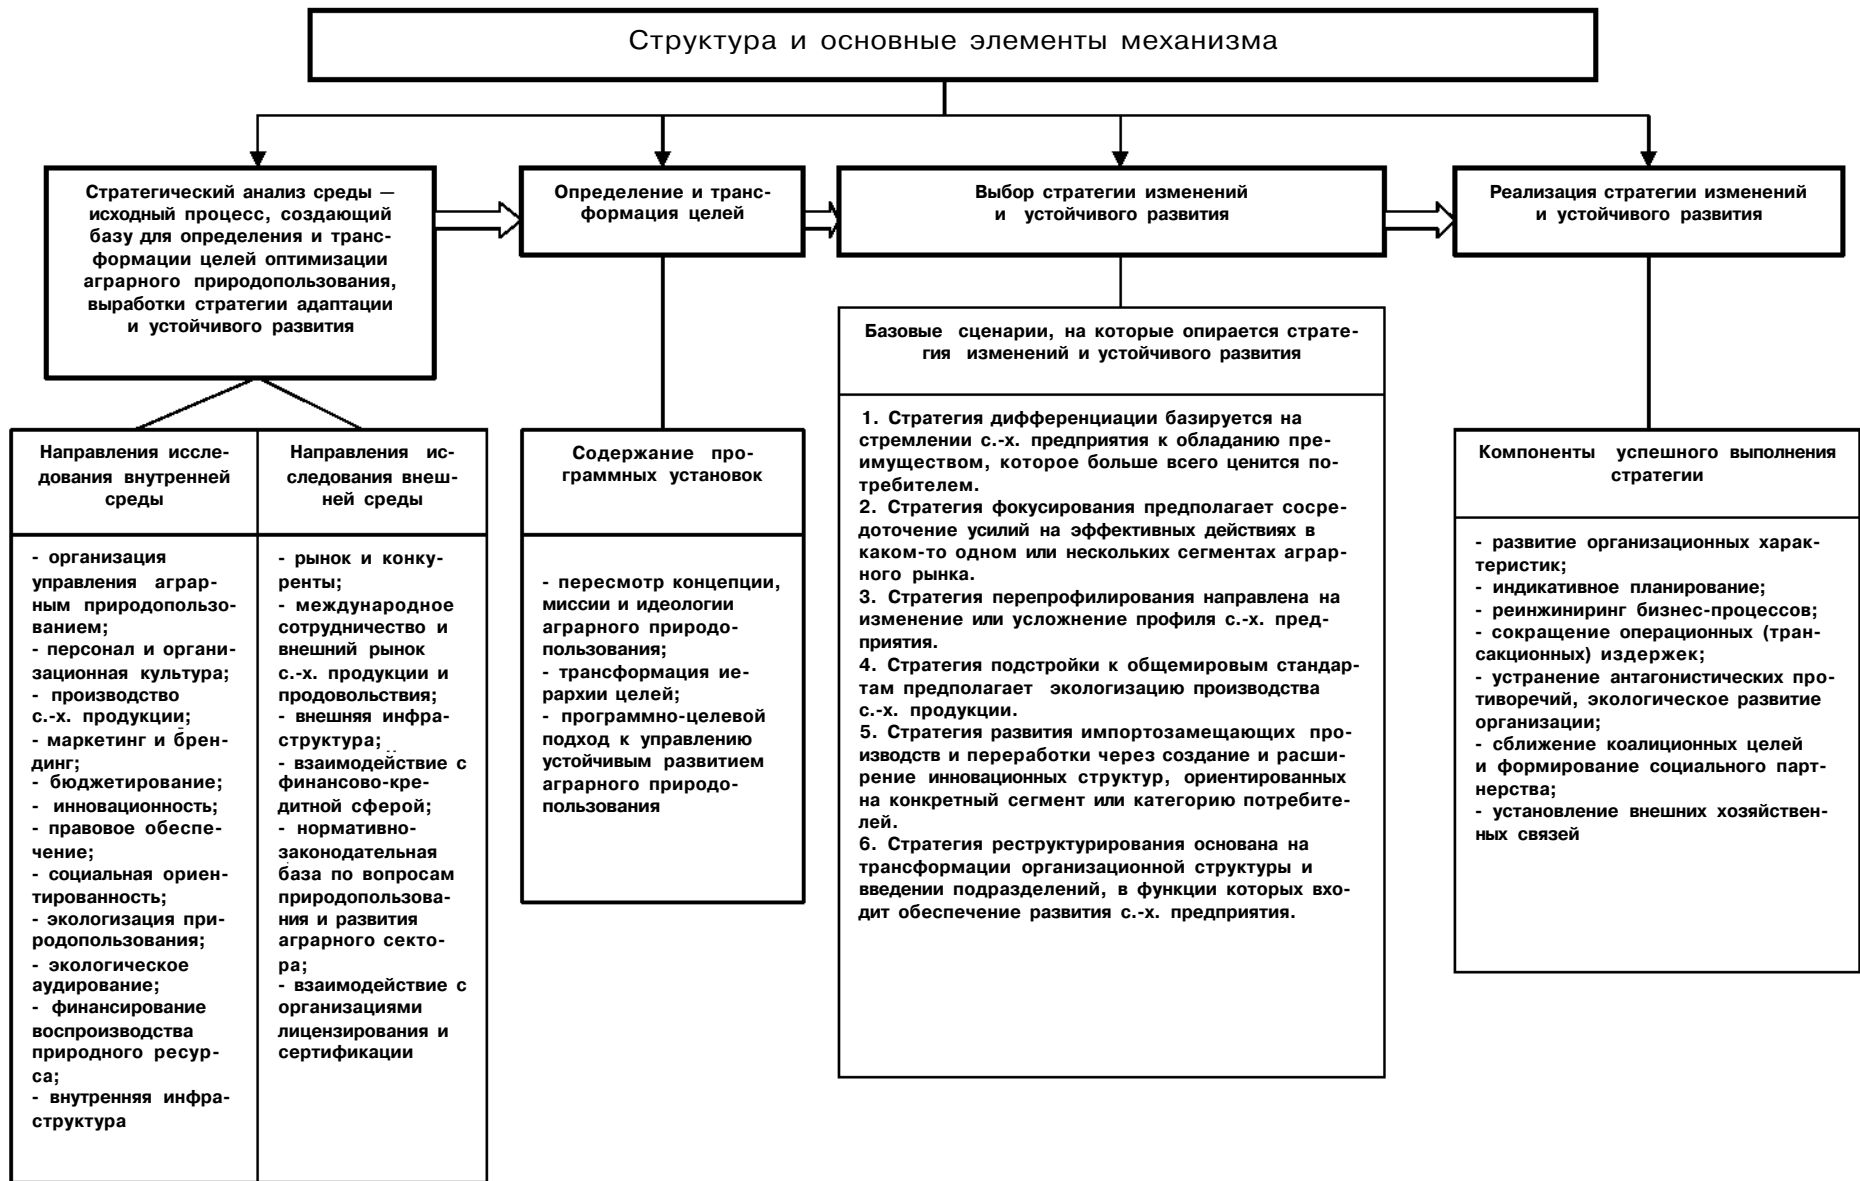 Структура и основные элементы механизма
Стратегический анализ среды —
исходный процесс, создающий
базу для определения и транс-
формации целей оптимизации
аграрного природопользования,
выработки стратегии адаптации
и устойчивого развития
Определение и транс-
формация целей
Выбор стратегии изменений
и устойчивого развития
Реализация стратегии изменений
и устойчивого развития
Направления иссле-
дования внутренней
среды
- организация
управления аграр-
ным природопользо-
ванием;
- персонал и органи-
зационная культура;
- производство
с.-х. продукции;
- маркетинг и брен-
динг;
- бюджетирование;
- инновационность;
- правовое обеспе-
чение;
- социальная ориен-
тированность;
- экологизация при-
родопользования;
- экологическое
аудирование;
- финансирование
воспроизводства
природного ресур-
са;
- внутренняя инфра-
структура
Направления ис-
следования внеш-
ней среды
- рынок и конку-
ренты;
- международное
сотрудничество и
внешний рынок
с.-х. продукции и
продовольствия;
- внешняя инфра-
структура;
- взаимодействие с
финансово-кре-
дитной сферой;
- нормативно-
законодательная
база по вопросам
природопользова-
ния и развития
аграрного секто-
ра;
- взаимодействие с
организациями
лицензирования и
сертификации
Содержание про-
граммных установок
- пересмотр концепции,
миссии и идеологии
аграрного природо-
пользования;
- трансформация ие-
рархии целей;
- программно-целевой
подход к управлению
устойчивым развитием
аграрного природо-
пользования
Базовые сценарии, на которые опирается страте-
гия изменений и устойчивого развития
1. Стратегия дифференциации базируется на
стремлении с.-х. предприятия к обладанию пре-
имуществом, которое больше всего ценится по-
требителем.
2. Стратегия фокусирования предполагает сосре-
доточение усилий на эффективных действиях в
каком-то одном или нескольких сегментах аграр-
ного рынка.
3. Стратегия перепрофилирования направлена на
изменение или усложнение профиля с.-х. пред-
приятия.
4. Стратегия подстройки к общемировым стандар-
там предполагает экологизацию производства
с.-х. продукции.
5. Стратегия развития импортозамещающих про-
изводств и переработки через создание и расши-
рение инновационных структур, ориентированных
на конкретный сегмент или категорию потребите-
лей.
6. Стратегия реструктурирования основана на
трансформации организационной структуры и
введении подразделений, в функции которых вхо-
дит обеспечение развития с.-х. предприятия.
Компоненты успешного выполнения
стратегии
- развитие организационных харак-
теристик;
- индикативное планирование;
- реинжиниринг бизнес-процессов;
- сокращение операционных (тран-
сакционных) издержек;
- устранение антагонистических про-
тиворечий, экологическое развитие
организации;
- сближение коалиционных целей
и формирование социального парт-
нерства;
- установление внешних хозяйствен-
ных связей